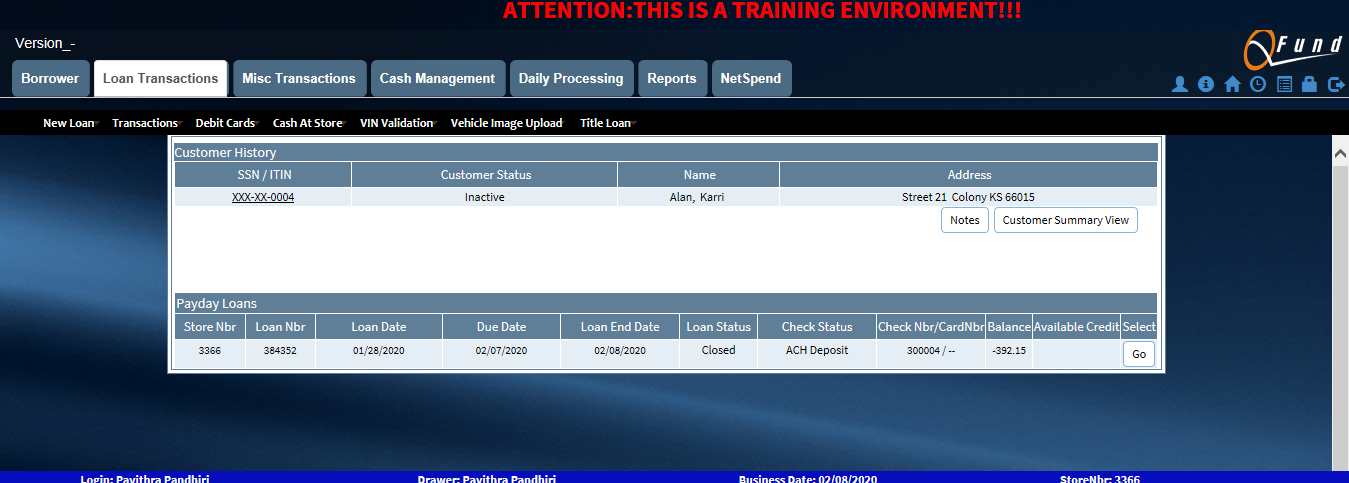 ATTENTION:THIS IS A TRAINING ENVIRONMENT!!!
Version_-
QFund
Borrower Loan Transactions Misc Transactions Cash Management Daily Processing Reports NetSpend
New Loan Transactions Debit Cards Cash At Store VIN Validation Vehicle Image Upload Title Loan
Customer History
SSN / ITIN Customer Status Name Address
XXX-XX-0004 Inactive Alan, Karri Street 21 Colony KS 66015
Notes Customer Summary View
Payday Loans
Store Nbr Loan Nbr Loan Date Due Date Loan End Date Loan Status Check Status Check Nbr/CardNbr Balance Available Credit Select
3366 384352 01/28/2020 02/07/2020 02/08/2020 Closed ACH Deposit 300004 / -- -392.15 Go
Login: Pavithra Pandhiri Drawer: Pavithra Pandhiri Business Date: 02/08/2020 StoreNbr: 3366